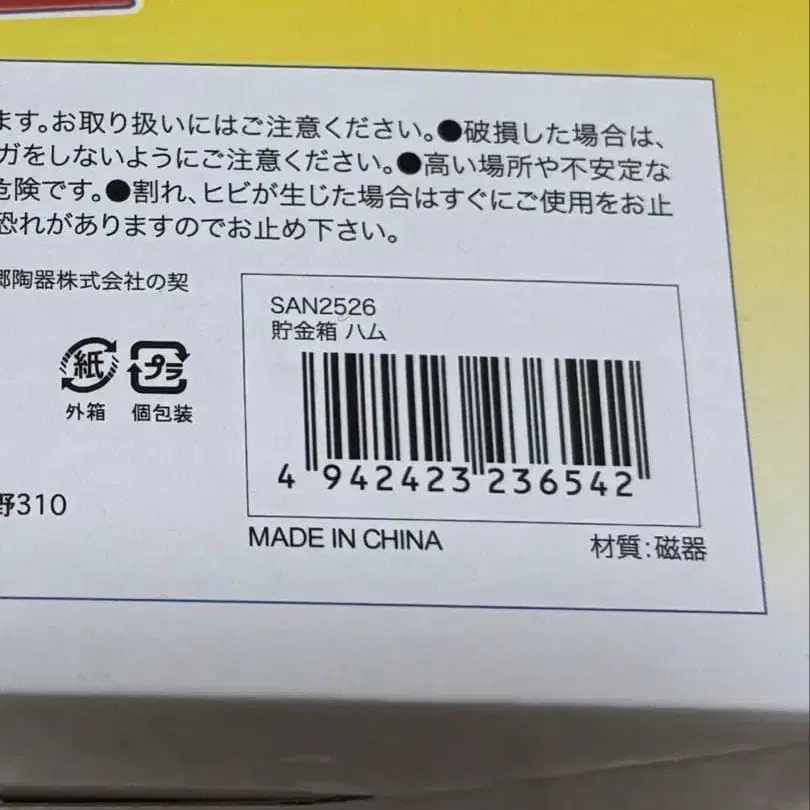 ます。お取り扱いにはご注意ください。●破損した場合は、
ガをしないようにご注意ください。●高い場所や不安定な
危険です。●割れ、ヒビが生じた場合はすぐにご使用をお止
恐れがありますのでお止め下さい。
郷陶器株式会社の契
SAN2526
貯金箱 ハム
紙 プラ
外箱 個包装
4 942423 236542
野310
MADE IN CHINA
材質:磁器